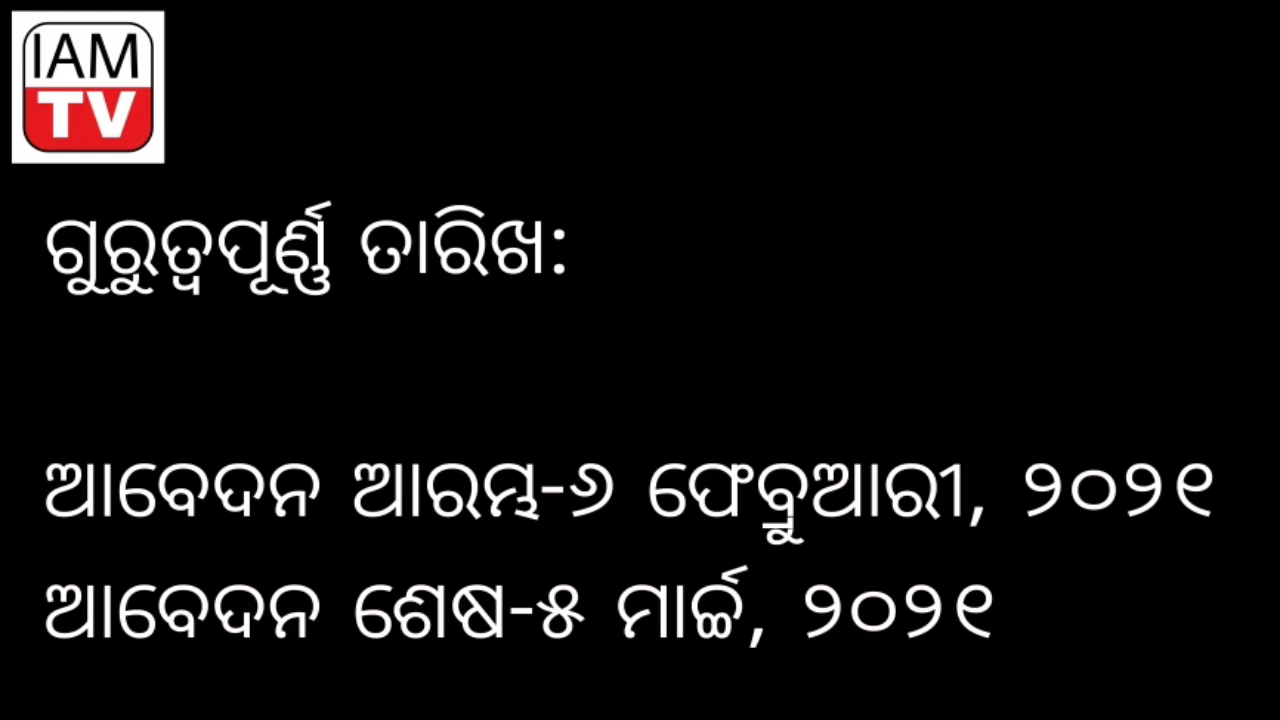 IAM
TV
ଗୁରୁତ୍ୱପୂର୍ଣ୍ଣ ତାରିଖ:
ଆବେଦନ ଆରମ୍ଭ-୬ ଫେବ୍ରୁଆରୀ, ୨୦୨୧
ଆବେଦନ ଶେଷ-୫ ମାର୍ଚ୍ଚ, ୨୦୨୧